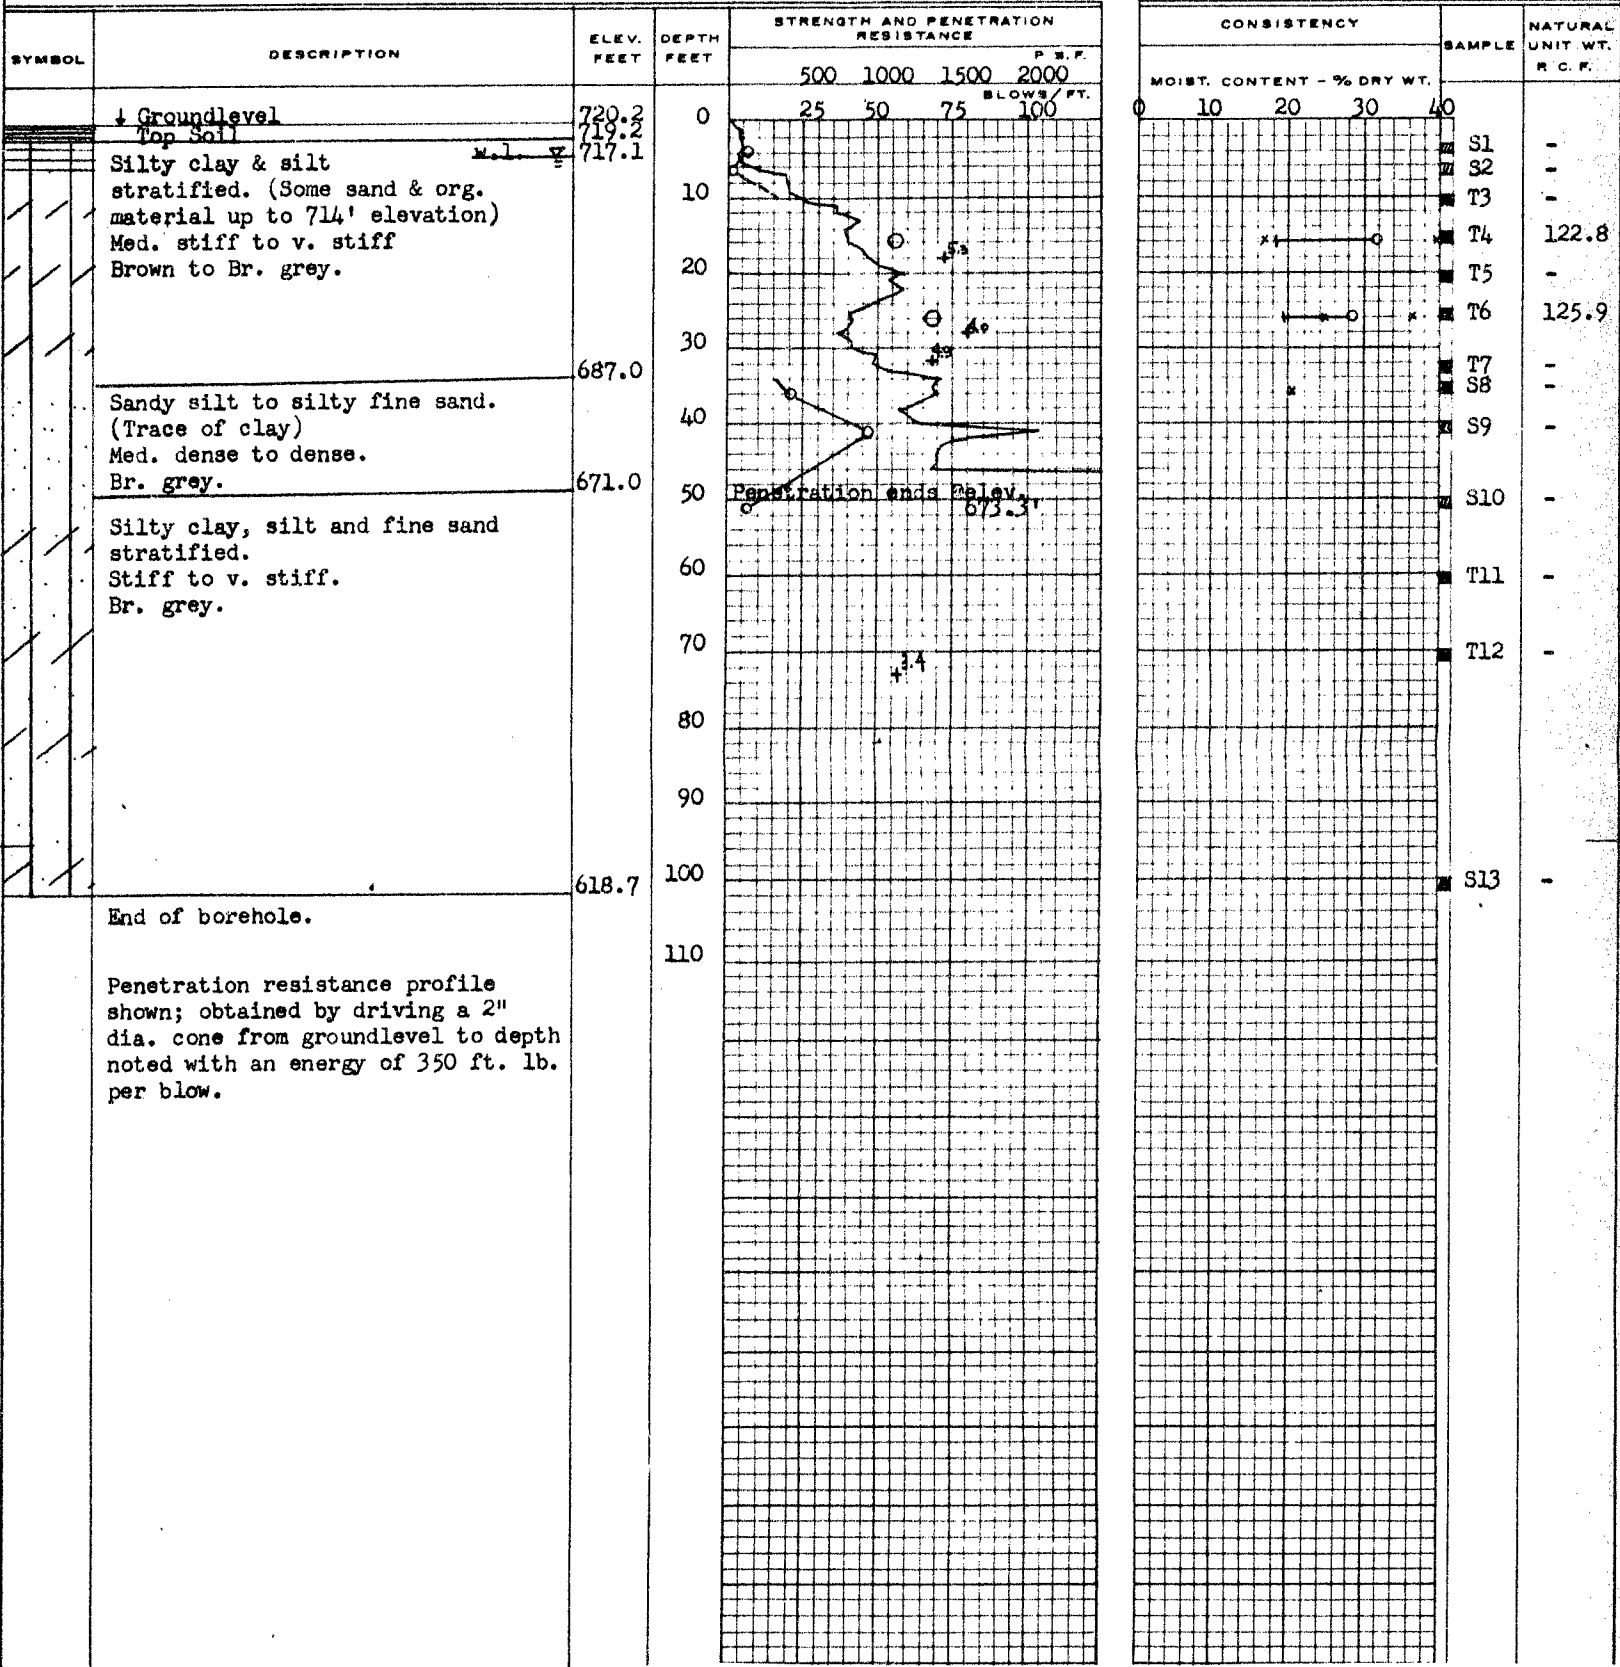 SYMBOL
DESCRIPTION
ELEV. FEET
DEPTH FEET
STRENGTH AND PENETRATION RESISTANCE
P.S.F.
500 1000 1500 2000
BLOWS/FT.
25 50 75 100
CONSISTENCY
MOIST. CONTENT - % DRY WT.
0 10 20 30 40
SAMPLE
NATURAL UNIT WT. P.C.F.
↓ Groundlevel 720.2 0
Top Soil 719.2
w.l. 717.1
Silty clay & silt
stratified. (Some sand & org.
material up to 714' elevation)
Med. stiff to v. stiff
Brown to Br. grey.
687.0
Sandy silt to silty fine sand.
(Trace of clay)
Med. dense to dense.
Br. grey.
671.0
Silty clay, silt and fine sand
stratified.
Stiff to v. stiff.
Br. grey.
618.7
End of borehole.
Penetration resistance profile
shown; obtained by driving a 2"
dia. cone from groundlevel to depth
noted with an energy of 350 ft. lb.
per blow.
10
20
30
40
50
60
70
80
90
100
110
Penetration ends @elev.
673.3'
3.4
S1 -
S2 -
T3 -
T4 122.8
T5 -
T6 125.9
T7 -
S8 -
S9 -
S10 -
T11 -
T12 -
S13 -